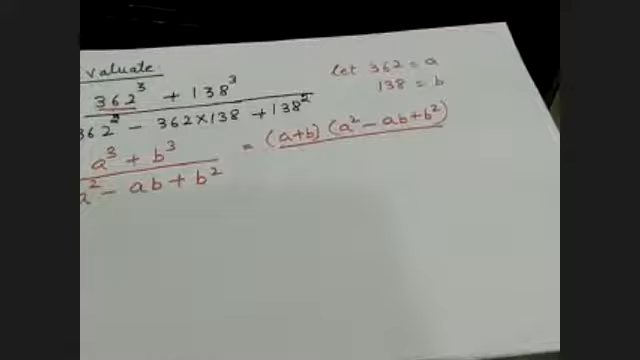 valuate
362³ + 138³
362² - 362×138 + 138²
let 362 = a
138 = b
a³ + b³
a² - ab + b²
= (a+b) (a² - ab + b²)